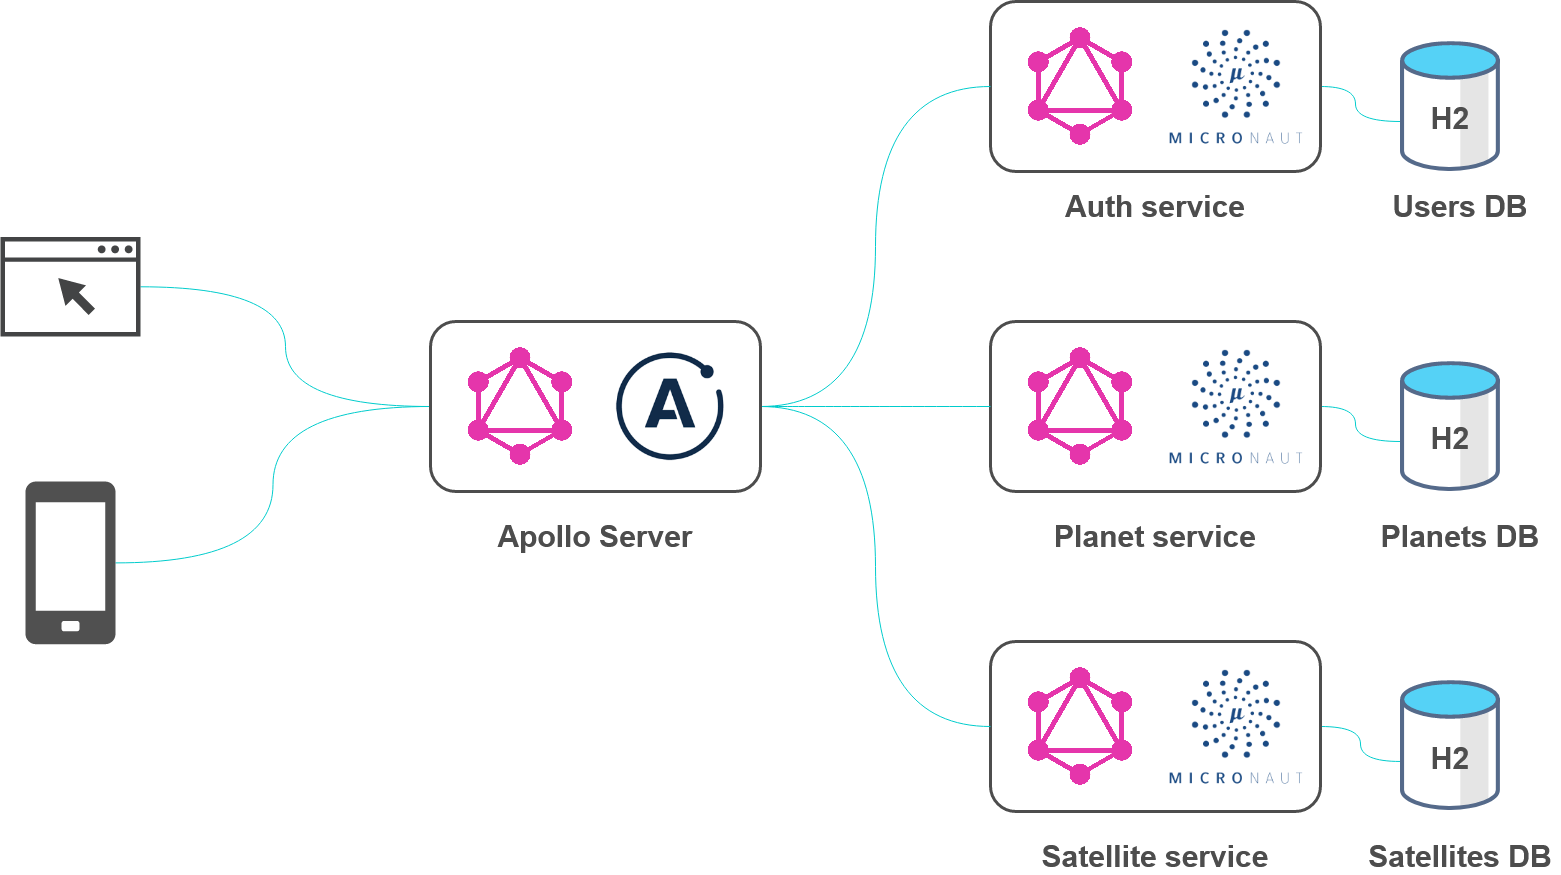 μ
MICRONAUT
H2
Auth service
Users DB
A
Apollo Server
μ
MICRONAUT
H2
Planet service
Planets DB
μ
MICRONAUT
H2
Satellite service
Satellites DB